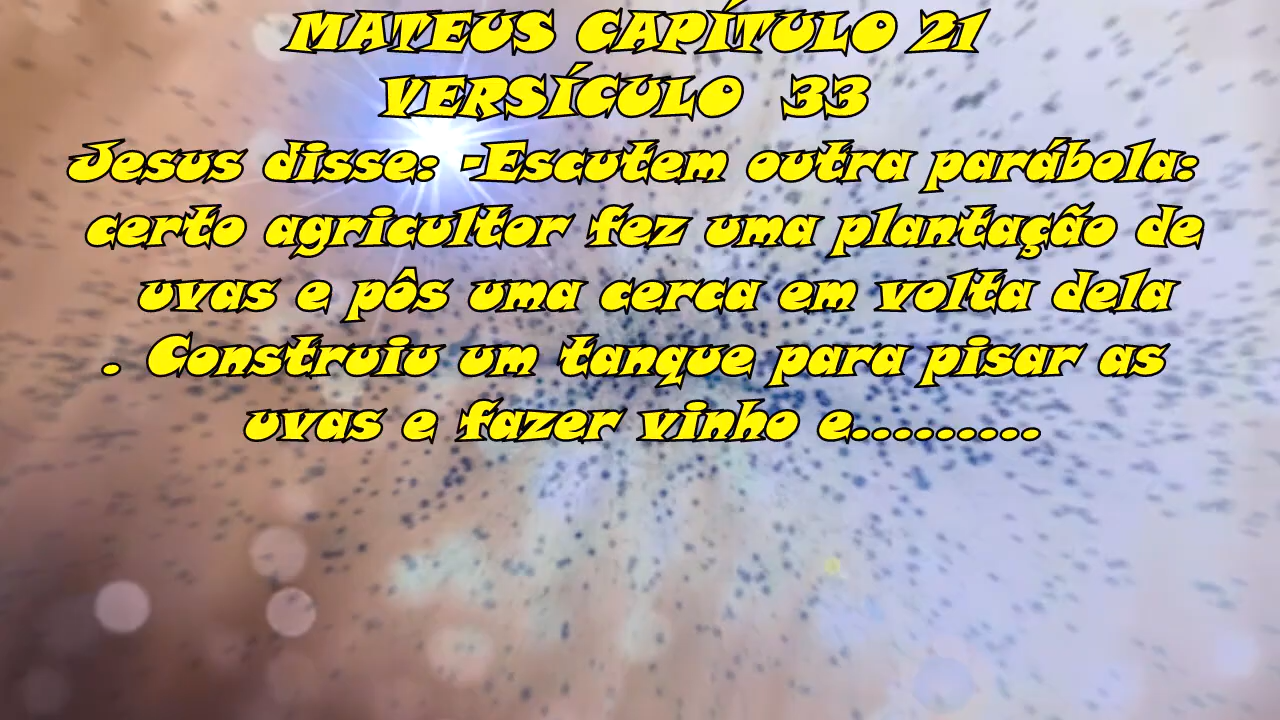 MATEUS CAPÍTULO 21
VERSÍCULO 33
Jesus disse: -Escutem outra parábola:
certo agricultor fez uma plantação de
uvas e pôs uma cerca em volta dela
. Construiu um tanque para pisar as
uvas e fazer vinho e.........